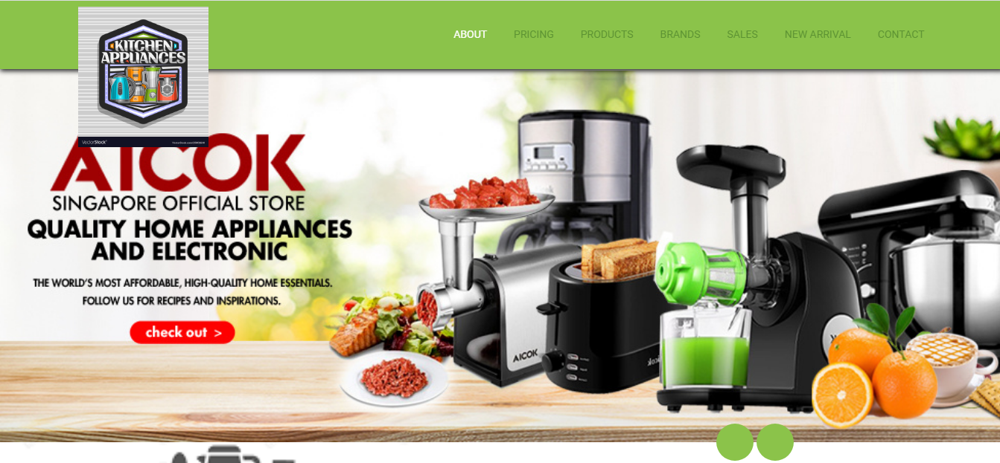 ABOUT PRICING PRODUCTS BRANDS SALES NEW ARRIVAL CONTACT
KITCHEN
APPLIANCES
VectorStock
AICOK
SINGAPORE OFFICIAL STORE
QUALITY HOME APPLIANCES
AND ELECTRONIC
THE WORLD'S MOST AFFORDABLE, HIGH-QUALITY HOME ESSENTIALS.
FOLLOW US FOR RECIPES AND INSPIRATIONS.
check out >
AICOK